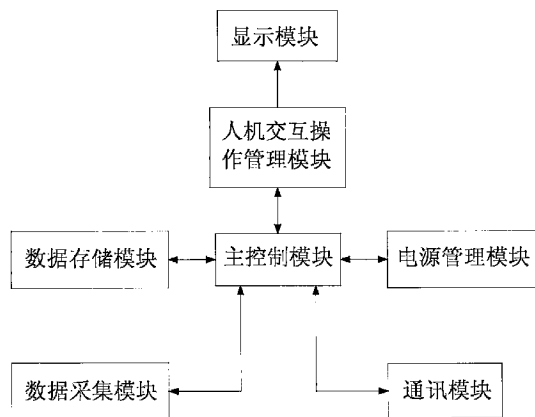 显示模块
人机交互操
作管理模块
数据存储模块
主控制模块
电源管理模块
数据采集模块
通讯模块